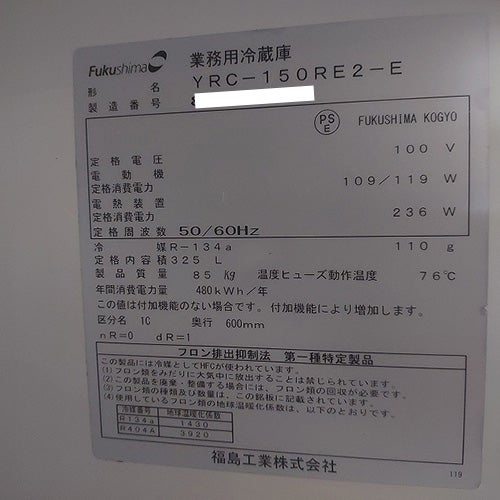 Fukushima 業務用冷蔵庫
形名 YRC-150RE2-E
製造番号
PS E FUKUSHIMA KOGYO
定格電圧 100 V
電動機
定格消費電力 109/119 W
電熱装置
定格消費電力 236 W
定格周波数 50/60Hz
冷媒 R-134a 110 g
定格内容積 325 L
製品質量 85 Kg 温度ヒューズ動作温度 76℃
年間消費電力量 480kWh/年
この値は付加機能のない場合です。付加機能により増加します。
区分名 1C 奥行 600mm
nR=0 dR=1
フロン排出抑制法 第一種特定製品
この製品には冷媒としてHFCが使われています。
(1) フロン類をみだりに大気中に放出することは禁じられています。
(2) この製品を廃棄・整備する場合には、フロン類の回収が必要です。
(3) フロン類の種類及び数量は、この銘板に記載されています。
(4) 使用しているフロン類の地球温暖化係数は、以下のとおりです。
冷媒番号 地球温暖化係数
R134a 1430
R404A 3920
福島工業株式会社
119